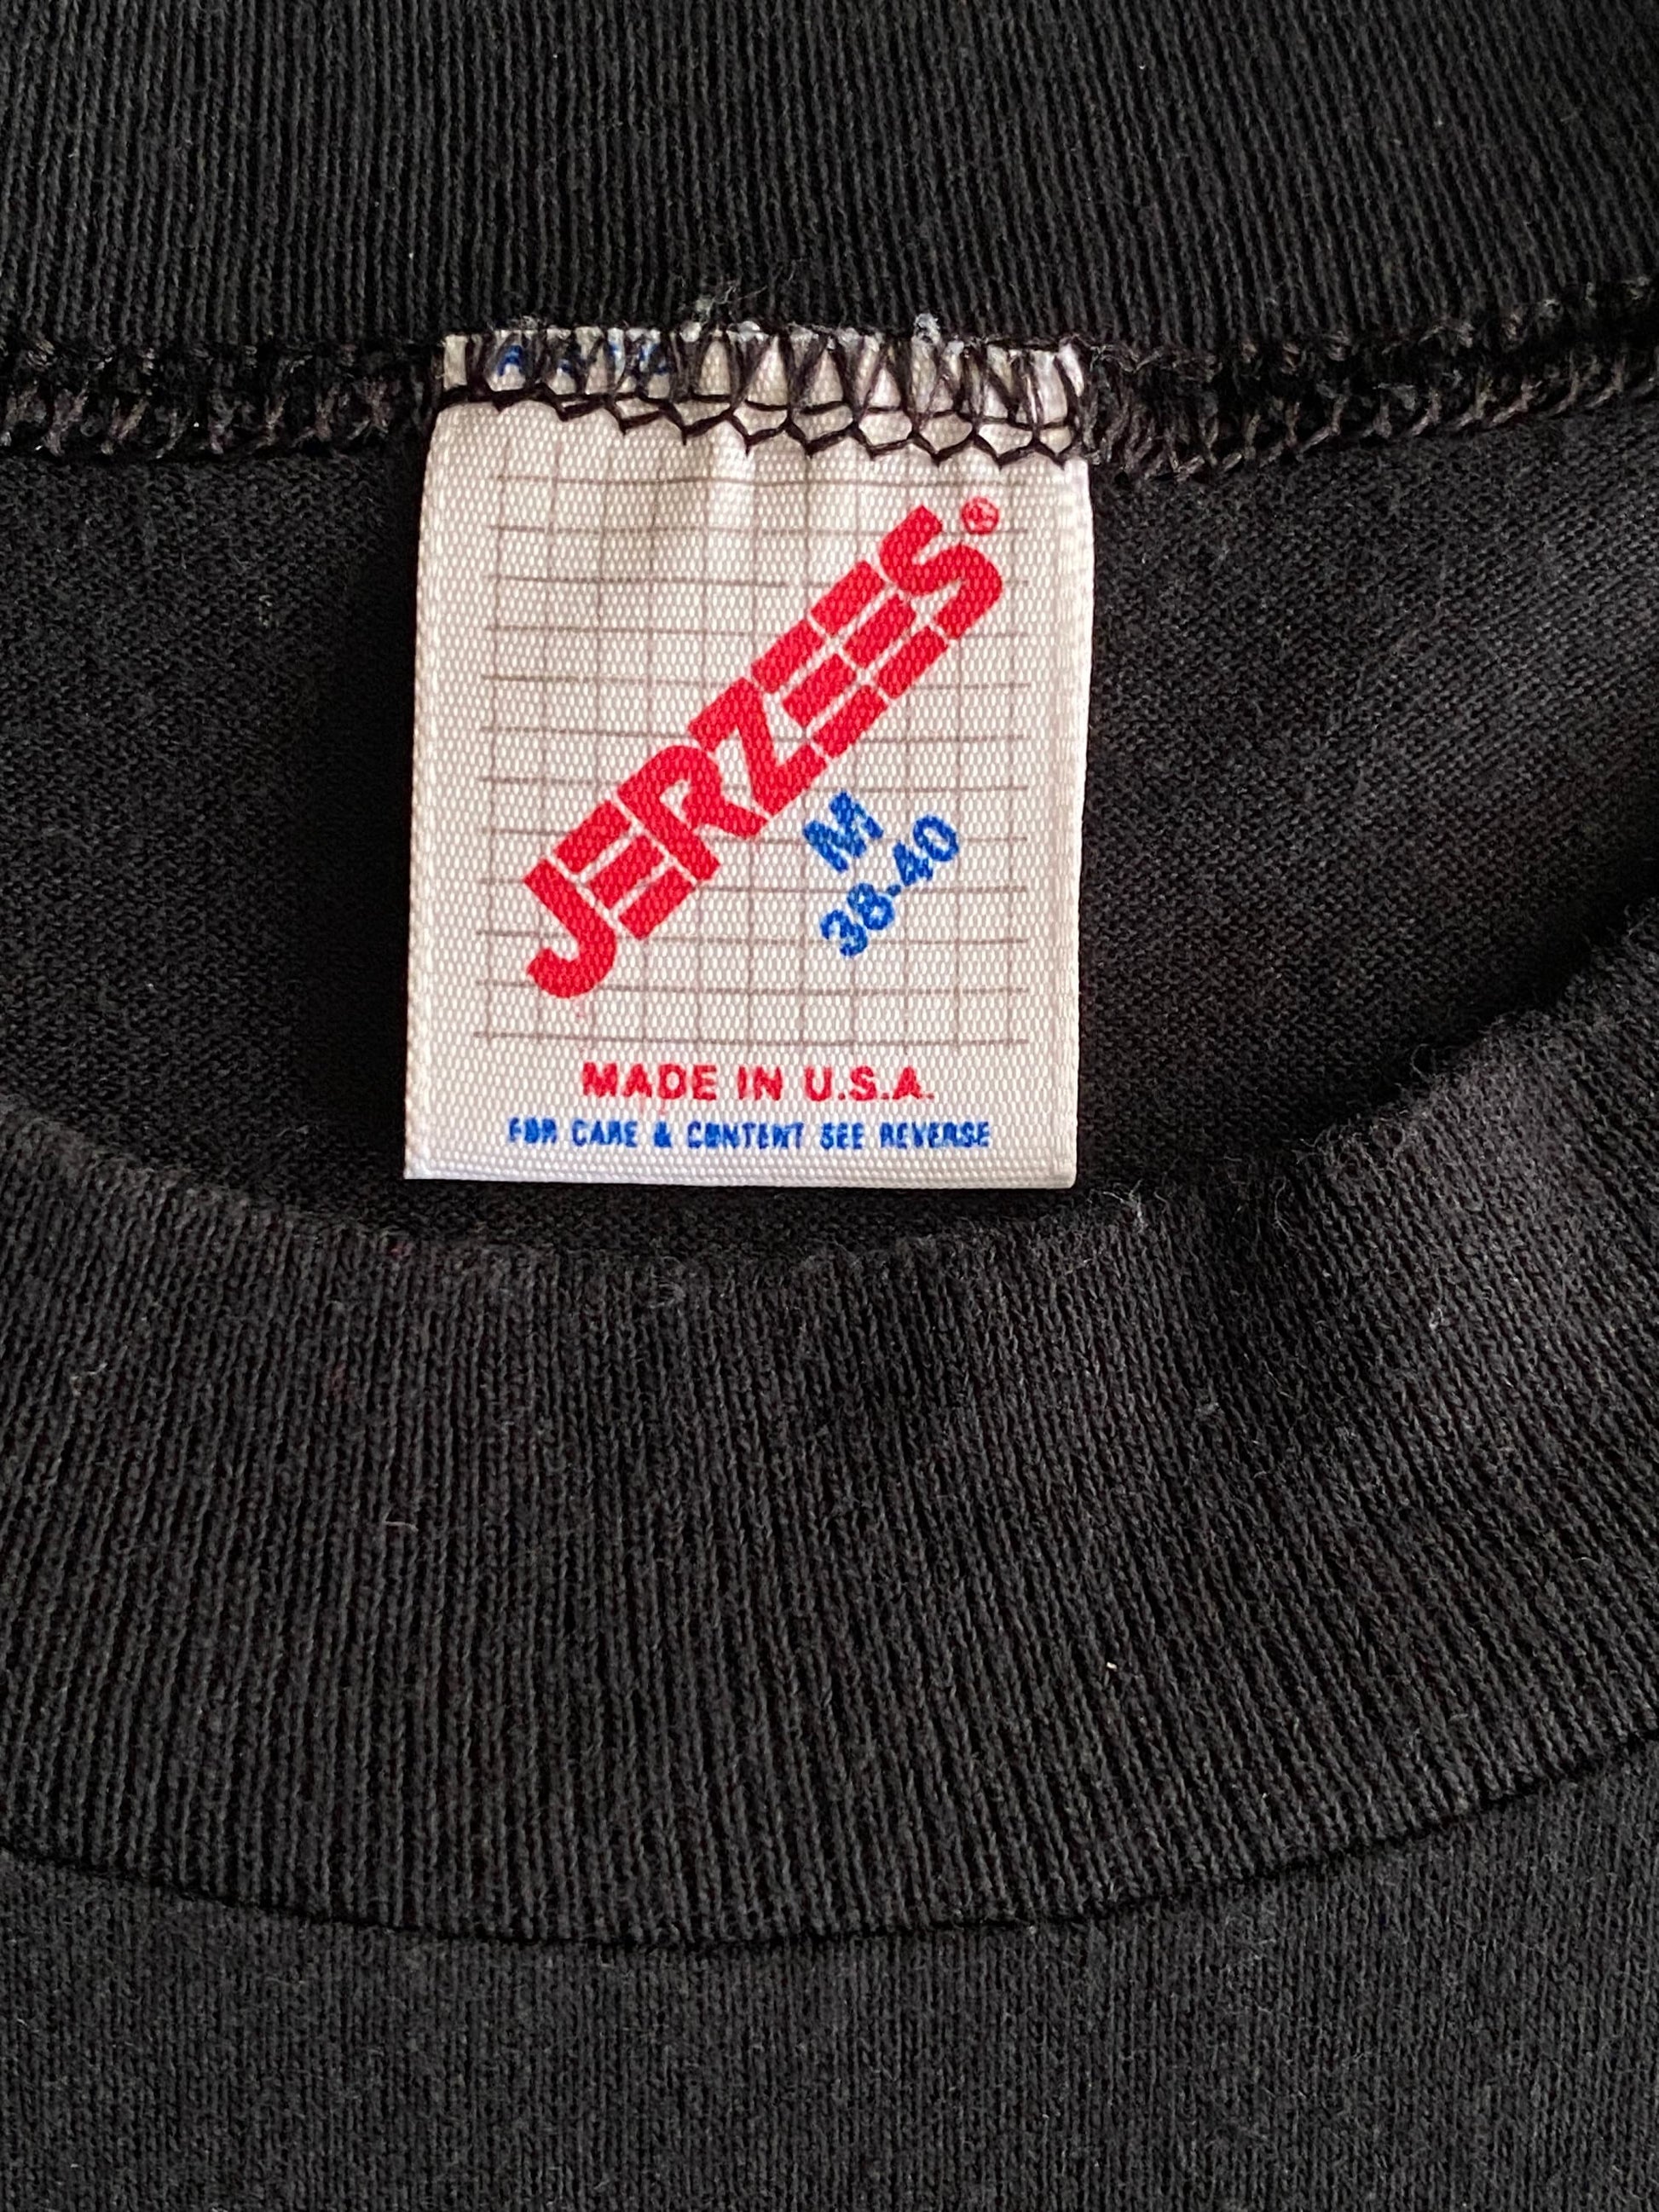 JERZEES®
M
38-40
MADE IN U.S.A.
FOR CARE & CONTENT SEE REVERSE